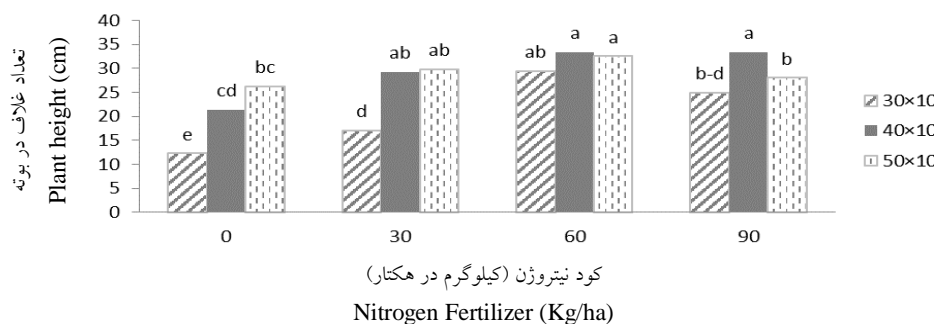 تعداد غلاف در بوته
Plant height (cm)
40
35
30
25
20
15
10
5
0
e
cd
bc
d
ab
ab
ab
a
a
b-d
a
b
0
30
60
90
30×10
40×10
50×10
کود نیتروژن (کیلوگرم در هکتار)
Nitrogen Fertilizer (Kg/ha)